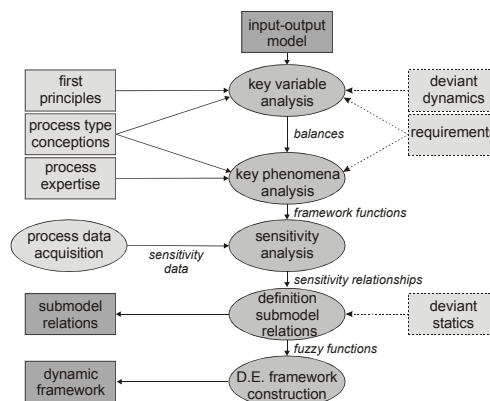 input-output
model
first
principles
key variable
analysis
deviant
dynamics
process type
conceptions
balances
requirements
process
expertise
key phenomena
analysis
framework functions
process data
acquisition
sensitivity
data
sensitivity
analysis
sensitivity relationships
submodel
relations
definition
submodel
relations
deviant
statics
fuzzy functions
dynamic
framework
D.E. framework
construction